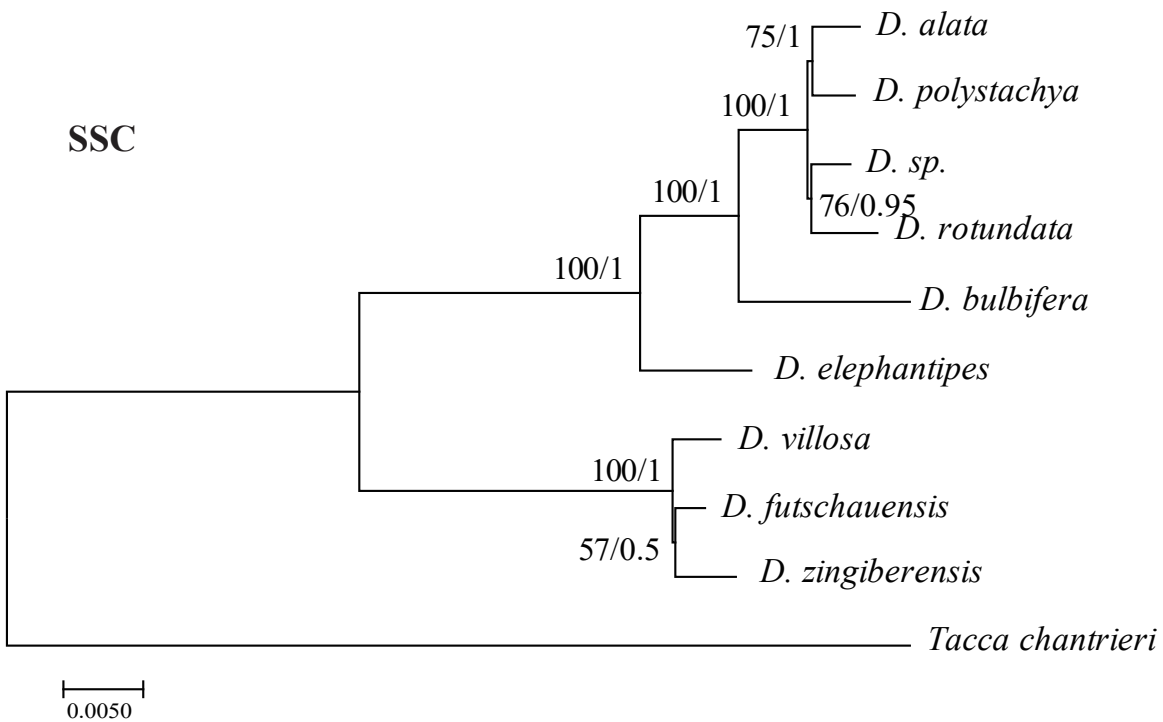 D. alata
75/1
D. polystachya
100/1
SSC
D. sp.
100/1
76/0.95
D. rotundata
100/1
D. bulbifera
D. elephantipes
D. villosa
100/1
D. futschauensis
57/0.5
D. zingiberensis
Tacca chantrieri
0.0050